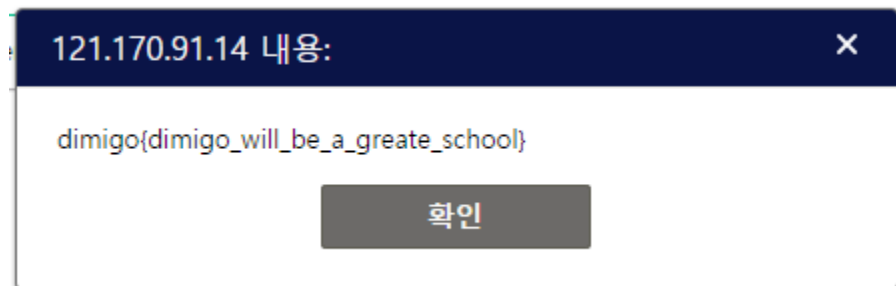 121.170.91.14 내용:
dimigo{dimigo_will_be_a_greate_school}
확인